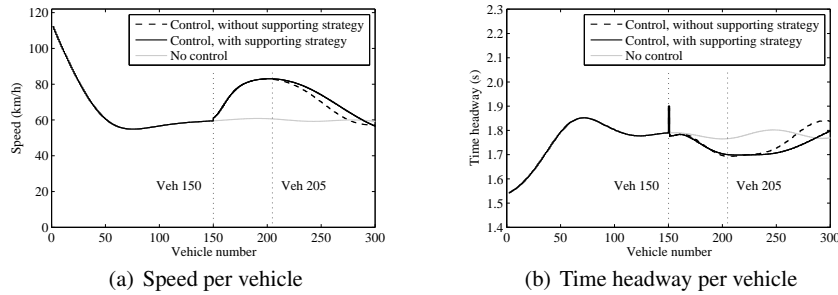 120
100
80
60
40
20
0
Speed (km/h)
Control, without supporting strategy
Control, with supporting strategy
No control
Veh 150
Veh 205
0 50 100 150 200 250 300
Vehicle number
(a) Speed per vehicle
2.3
2.2
2.1
2
1.9
1.8
1.7
1.6
1.5
1.4
Time headway (s)
Control, without supporting strategy
Control, with supporting strategy
No control
Veh 150
Veh 205
0 50 100 150 200 250 300
Vehicle number
(b) Time headway per vehicle